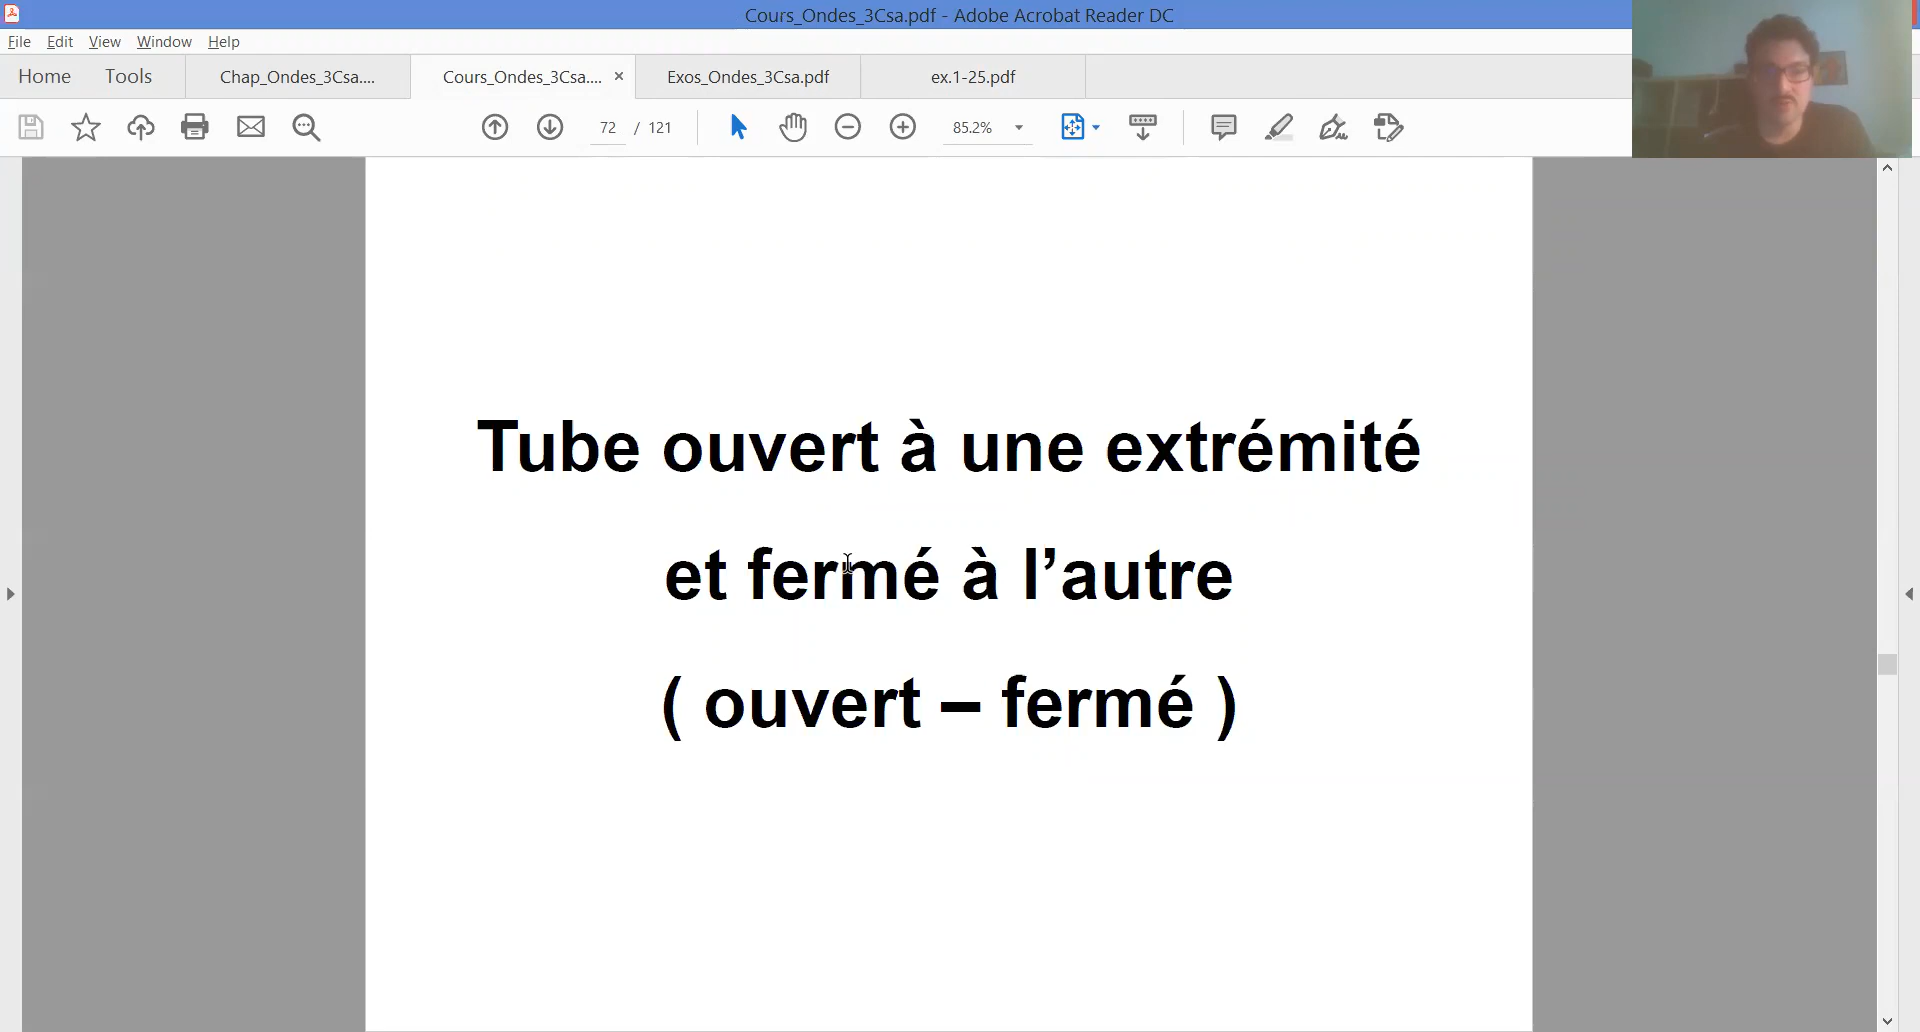 Cours_Ondes_3Csa.pdf - Adobe Acrobat Reader DC
File Edit View Window Help
Home Tools Chap_Ondes_3Csa.... Cours_Ondes_3Csa.... × Exos_Ondes_3Csa.pdf ex.1-25.pdf
72 / 121 85.2%
Tube ouvert à une extrémité
et fermé à l’autre
( ouvert – fermé )